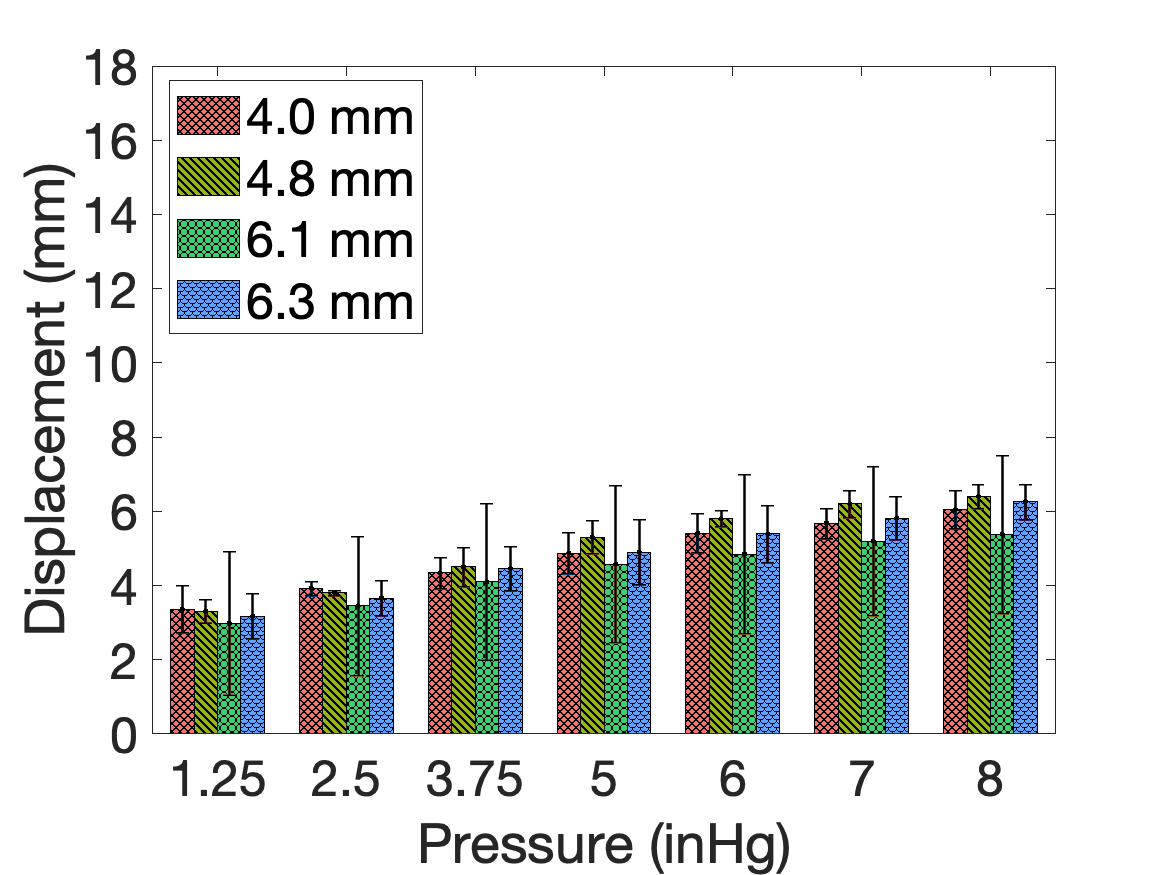 18
16
14
12
10
8
6
4
2
0
Displacement (mm)
4.0 mm
4.8 mm
6.1 mm
6.3 mm
1.25 2.5 3.75 5 6 7 8
Pressure (inHg)